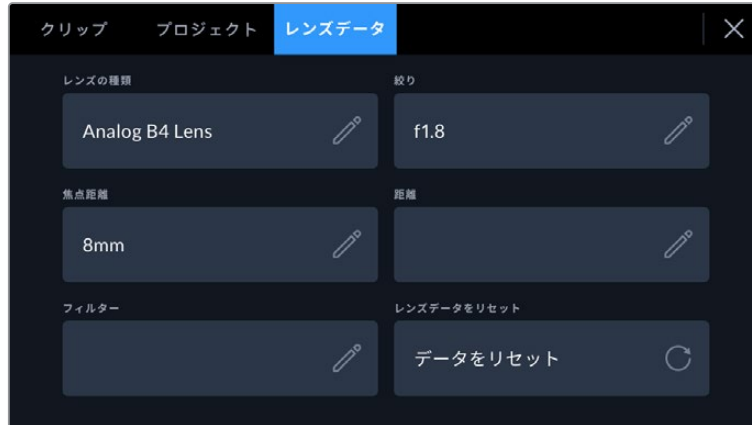 クリップ プロジェクト レンズデータ
レンズの種類 絞り
Analog B4 Lens f1.8
焦点距離 距離
8mm
フィルター レンズデータをリセット
データをリセット